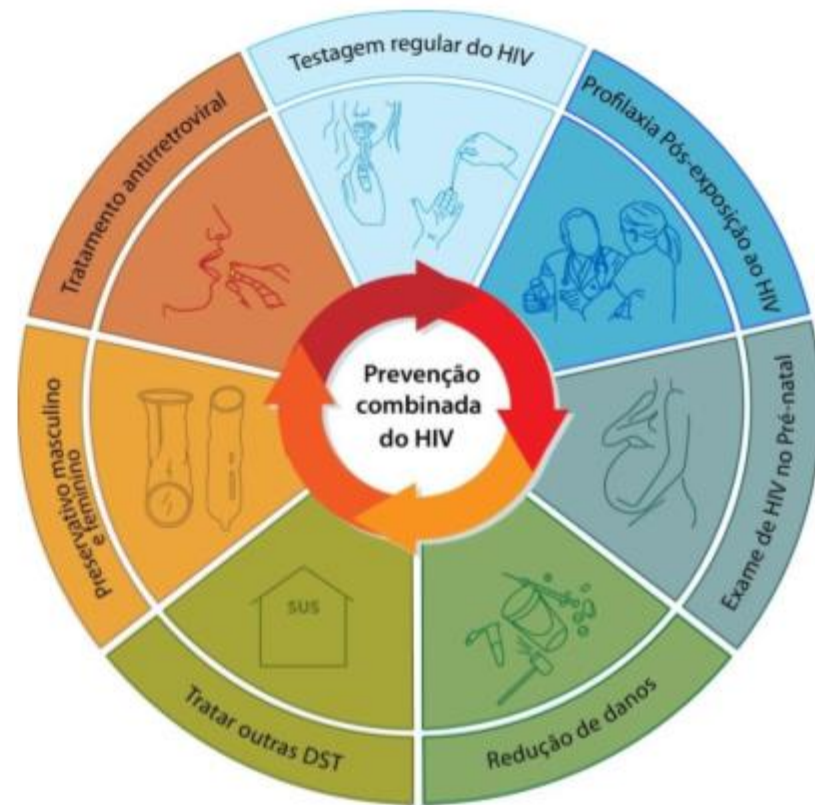 Testagem regular do HIV
Profilaxia Pós-exposição ao HIV
Exame de HIV no Pré-natal
Redução de danos
Tratar outras DST
SUS
Preservativo masculino
e feminino
Tratamento antirretroviral
Prevenção
combinada
do HIV